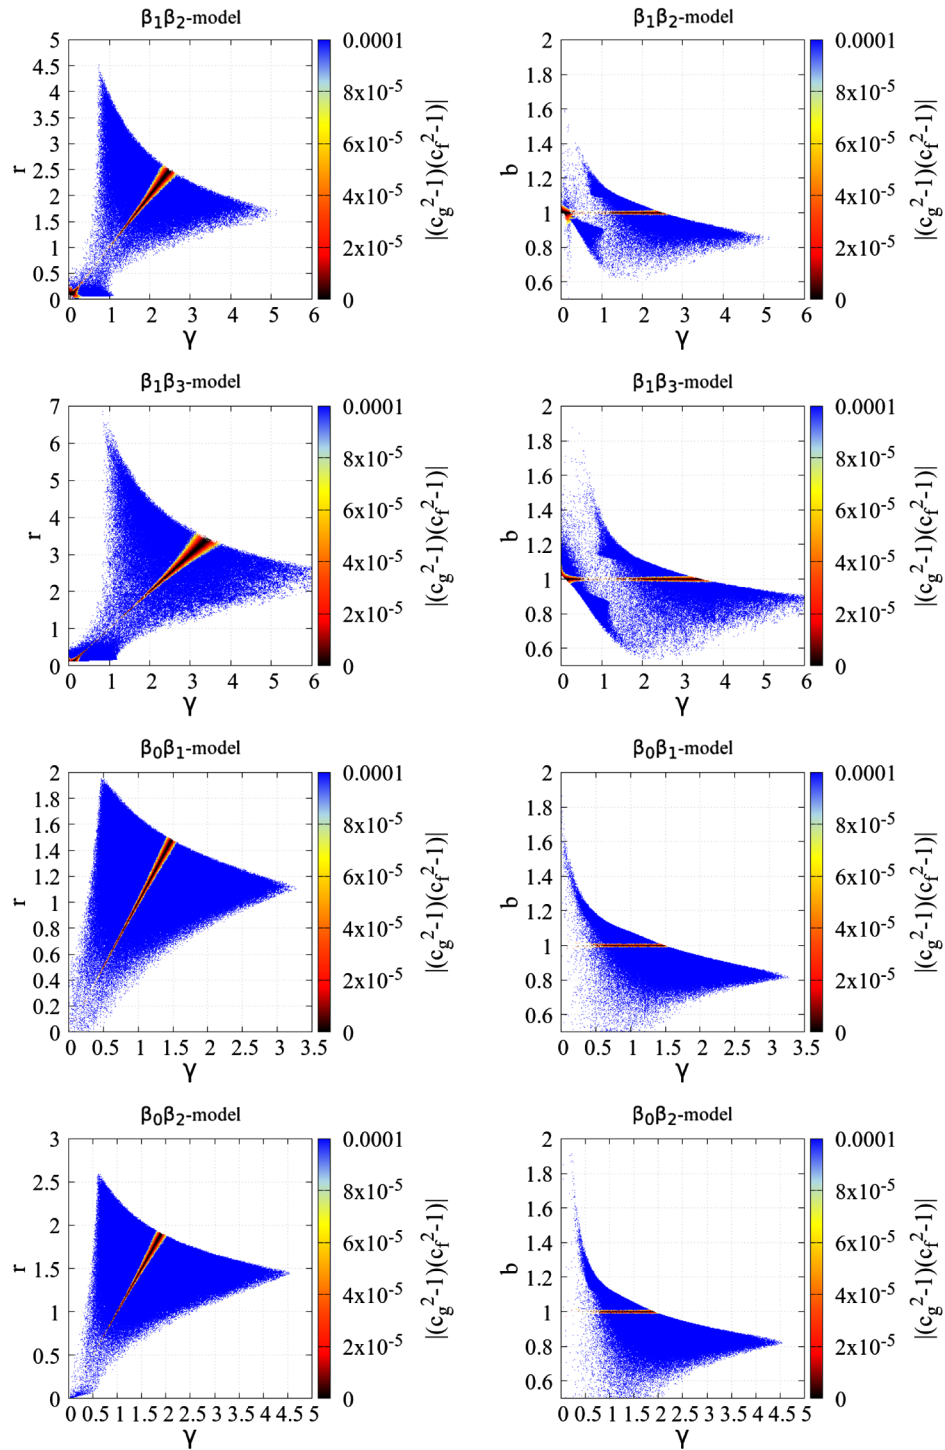 β₁β₂-model
5
4.5
4
3.5
3
2.5
2
1.5
1
0.5
0
r
0 1 2 3 4 5 6
γ
0.0001
8x10⁻⁵
6x10⁻⁵
4x10⁻⁵
2x10⁻⁵
0
|(c_g²-1)(c_f²-1)|
β₁β₂-model
2
1.8
1.6
1.4
1.2
1
0.8
0.6
b
0 1 2 3 4 5 6
γ
0.0001
8x10⁻⁵
6x10⁻⁵
4x10⁻⁵
2x10⁻⁵
0
|(c_g²-1)(c_f²-1)|
β₁β₃-model
7
6
5
4
3
2
1
0
r
0 1 2 3 4 5 6
γ
0.0001
8x10⁻⁵
6x10⁻⁵
4x10⁻⁵
2x10⁻⁵
0
|(c_g²-1)(c_f²-1)|
β₁β₃-model
2
1.8
1.6
1.4
1.2
1
0.8
0.6
b
0 1 2 3 4 5 6
γ
0.0001
8x10⁻⁵
6x10⁻⁵
4x10⁻⁵
2x10⁻⁵
0
|(c_g²-1)(c_f²-1)|
β₀β₁-model
2
1.8
1.6
1.4
1.2
1
0.8
0.6
0.4
0.2
0
r
0 0.5 1 1.5 2 2.5 3 3.5
γ
0.0001
8x10⁻⁵
6x10⁻⁵
4x10⁻⁵
2x10⁻⁵
0
|(c_g²-1)(c_f²-1)|
β₀β₁-model
2
1.8
1.6
1.4
1.2
1
0.8
0.6
b
0 0.5 1 1.5 2 2.5 3 3.5
γ
0.0001
8x10⁻⁵
6x10⁻⁵
4x10⁻⁵
2x10⁻⁵
0
|(c_g²-1)(c_f²-1)|
β₀β₂-model
3
2.5
2
1.5
1
0.5
0
r
0 0.5 1 1.5 2 2.5 3 3.5 4 4.5 5
γ
0.0001
8x10⁻⁵
6x10⁻⁵
4x10⁻⁵
2x10⁻⁵
0
|(c_g²-1)(c_f²-1)|
β₀β₂-model
2
1.8
1.6
1.4
1.2
1
0.8
0.6
b
0 0.5 1 1.5 2 2.5 3 3.5 4 4.5 5
γ
0.0001
8x10⁻⁵
6x10⁻⁵
4x10⁻⁵
2x10⁻⁵
0
|(c_g²-1)(c_f²-1)|